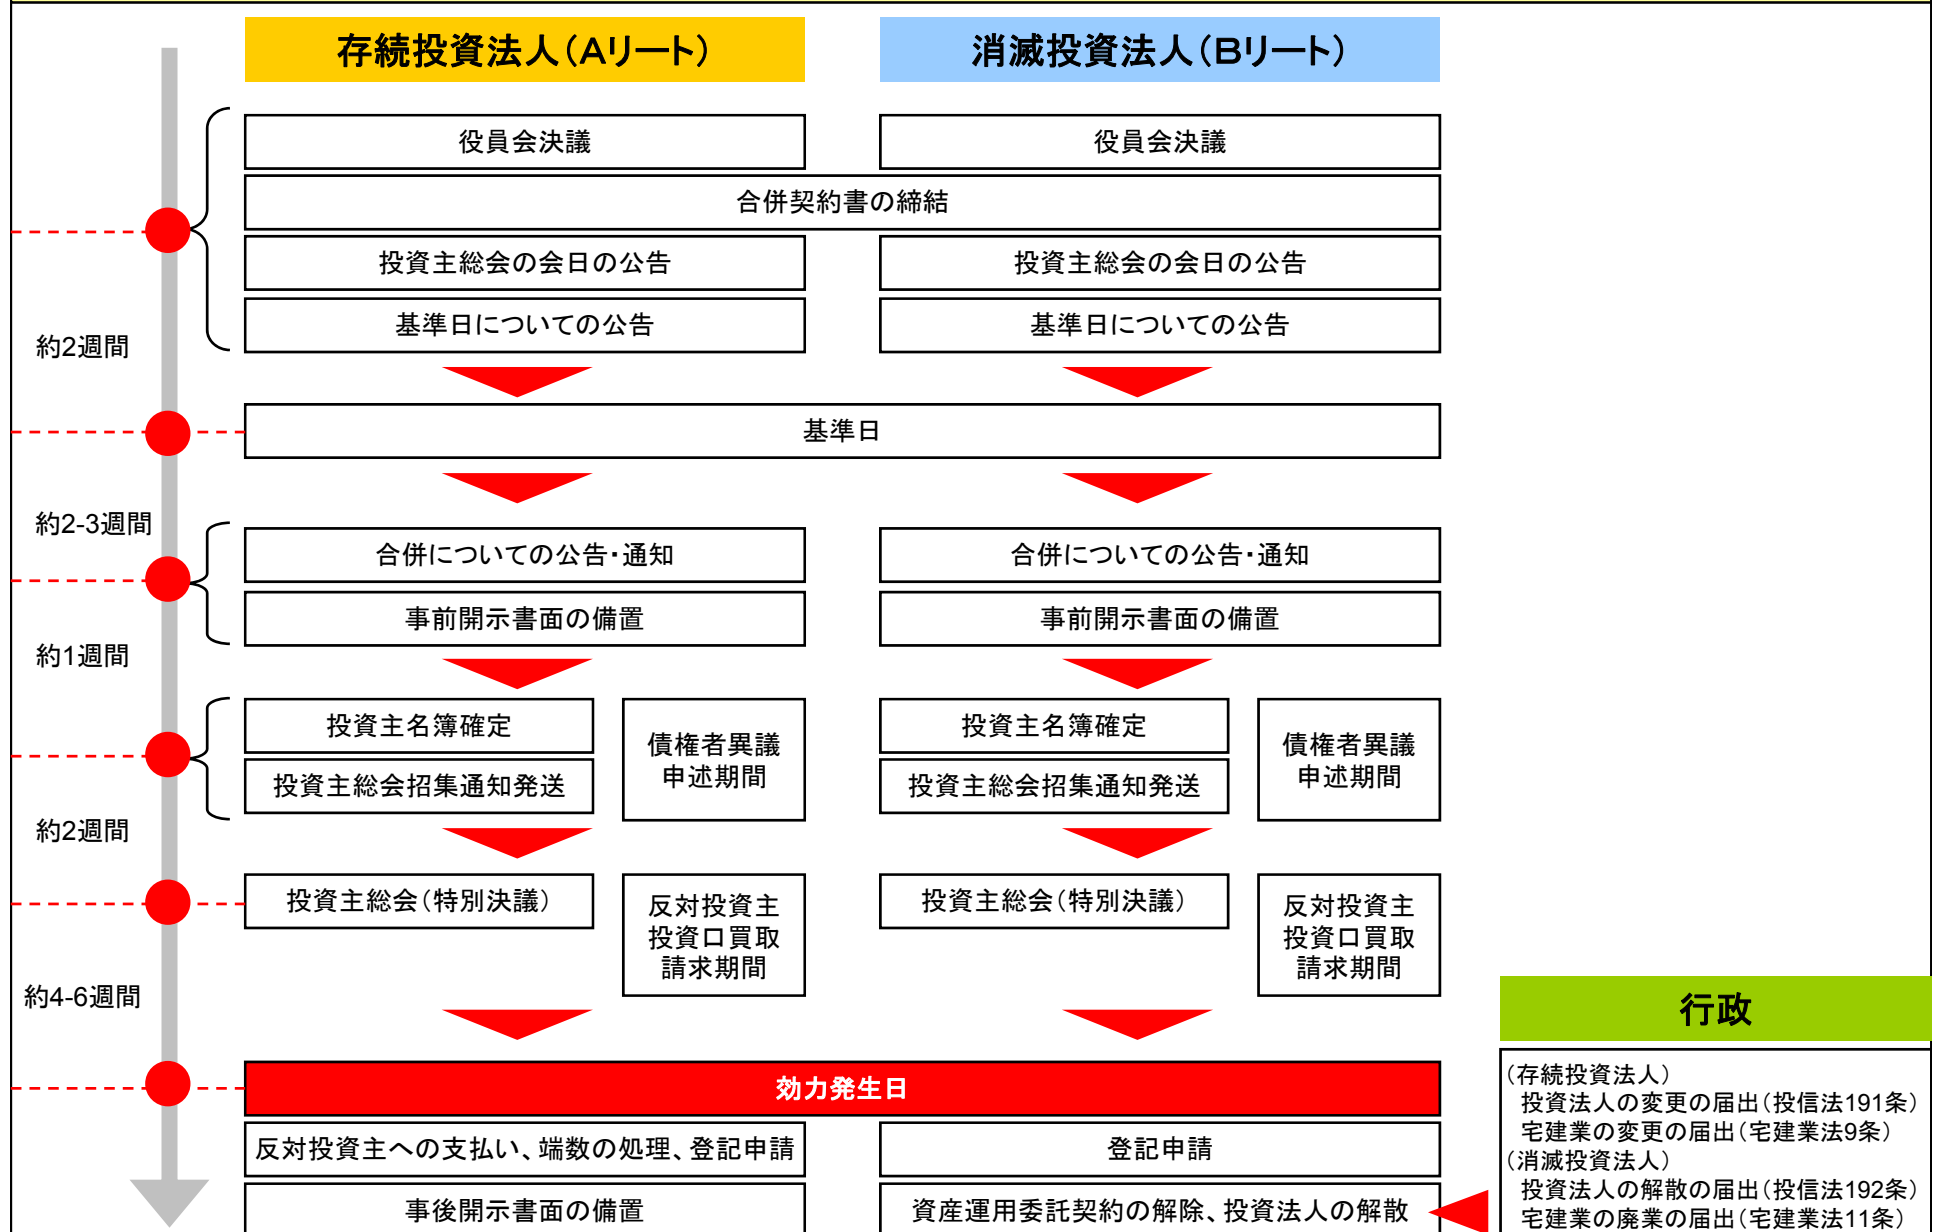 存続投資法人(Aリート)
消滅投資法人(Bリート)
役員会決議
役員会決議
合併契約書の締結
投資主総会の会日の公告
投資主総会の会日の公告
基準日についての公告
基準日についての公告
約2週間
基準日
約2-3週間
合併についての公告・通知
合併についての公告・通知
事前開示書面の備置
事前開示書面の備置
約1週間
投資主名簿確定
投資主総会招集通知発送
債権者異議
申述期間
投資主名簿確定
投資主総会招集通知発送
債権者異議
申述期間
約2週間
投資主総会(特別決議)
反対投資主
投資口買取
請求期間
投資主総会(特別決議)
反対投資主
投資口買取
請求期間
約4-6週間
効力発生日
反対投資主への支払い、端数の処理、登記申請
登記申請
事後開示書面の備置
資産運用委託契約の解除、投資法人の解散
行政
(存続投資法人)
投資法人の変更の届出(投信法191条)
宅建業の変更の届出(宅建業法9条)
(消滅投資法人)
投資法人の解散の届出(投信法192条)
宅建業の廃業の届出(宅建業法11条)